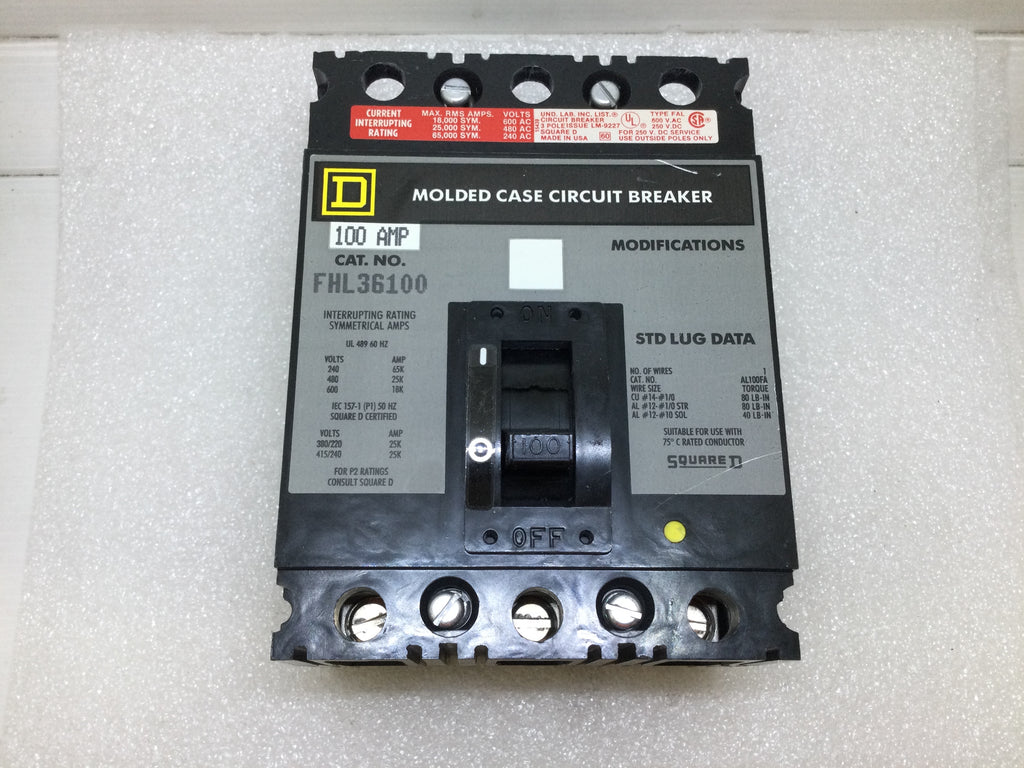 CURRENT
INTERRUPTING
RATING
MAX. RMS AMPS. VOLTS
18,000 SYM. 600 AC
25,000 SYM. 480 AC
65,000 SYM. 240 AC
UND. LAB. INC. LIST.®
CIRCUIT BREAKER
3 POLE ISSUE LM-9227
SQUARE D
MADE IN USA 60
UL ®
TYPE FAL
600 V.AC
250 V.DC
SA ®
FOR 250 V. DC SERVICE
USE OUTSIDE POLES ONLY
D
MOLDED CASE CIRCUIT BREAKER
100 AMP
CAT. NO.
FHL36100
INTERRUPTING RATING
SYMMETRICAL AMPS
UL 489 60 HZ
VOLTS AMP
240 65K
480 25K
600 18K
IEC 157-1 (P1) 50 HZ
SQUARE D CERTIFIED
VOLTS AMP
380/220 25K
415/240 25K
FOR P2 RATINGS
CONSULT SQUARE D
ON
I
O
100
OFF
MODIFICATIONS
STD LUG DATA
NO. OF WIRES 1
CAT. NO. AL100FA
WIRE SIZE TORQUE
CU #14-#1/0 80 LB-IN
AL #12-#1/0 STR 80 LB-IN
AL #12-#10 SOL 40 LB-IN
SUITABLE FOR USE WITH
75° C RATED CONDUCTOR
SQUARE D